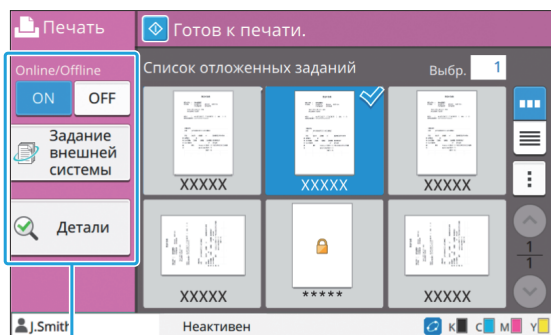 Печать
Готов к печати.
Online/Offline
ON OFF
Задание
внешней
системы
Детали
Список отложенных заданий
Выбр. 1
XXXXX XXXXX XXXXX
XXXXX ***** XXXXX
1
1
J.Smith
Неактивен
K C M Y